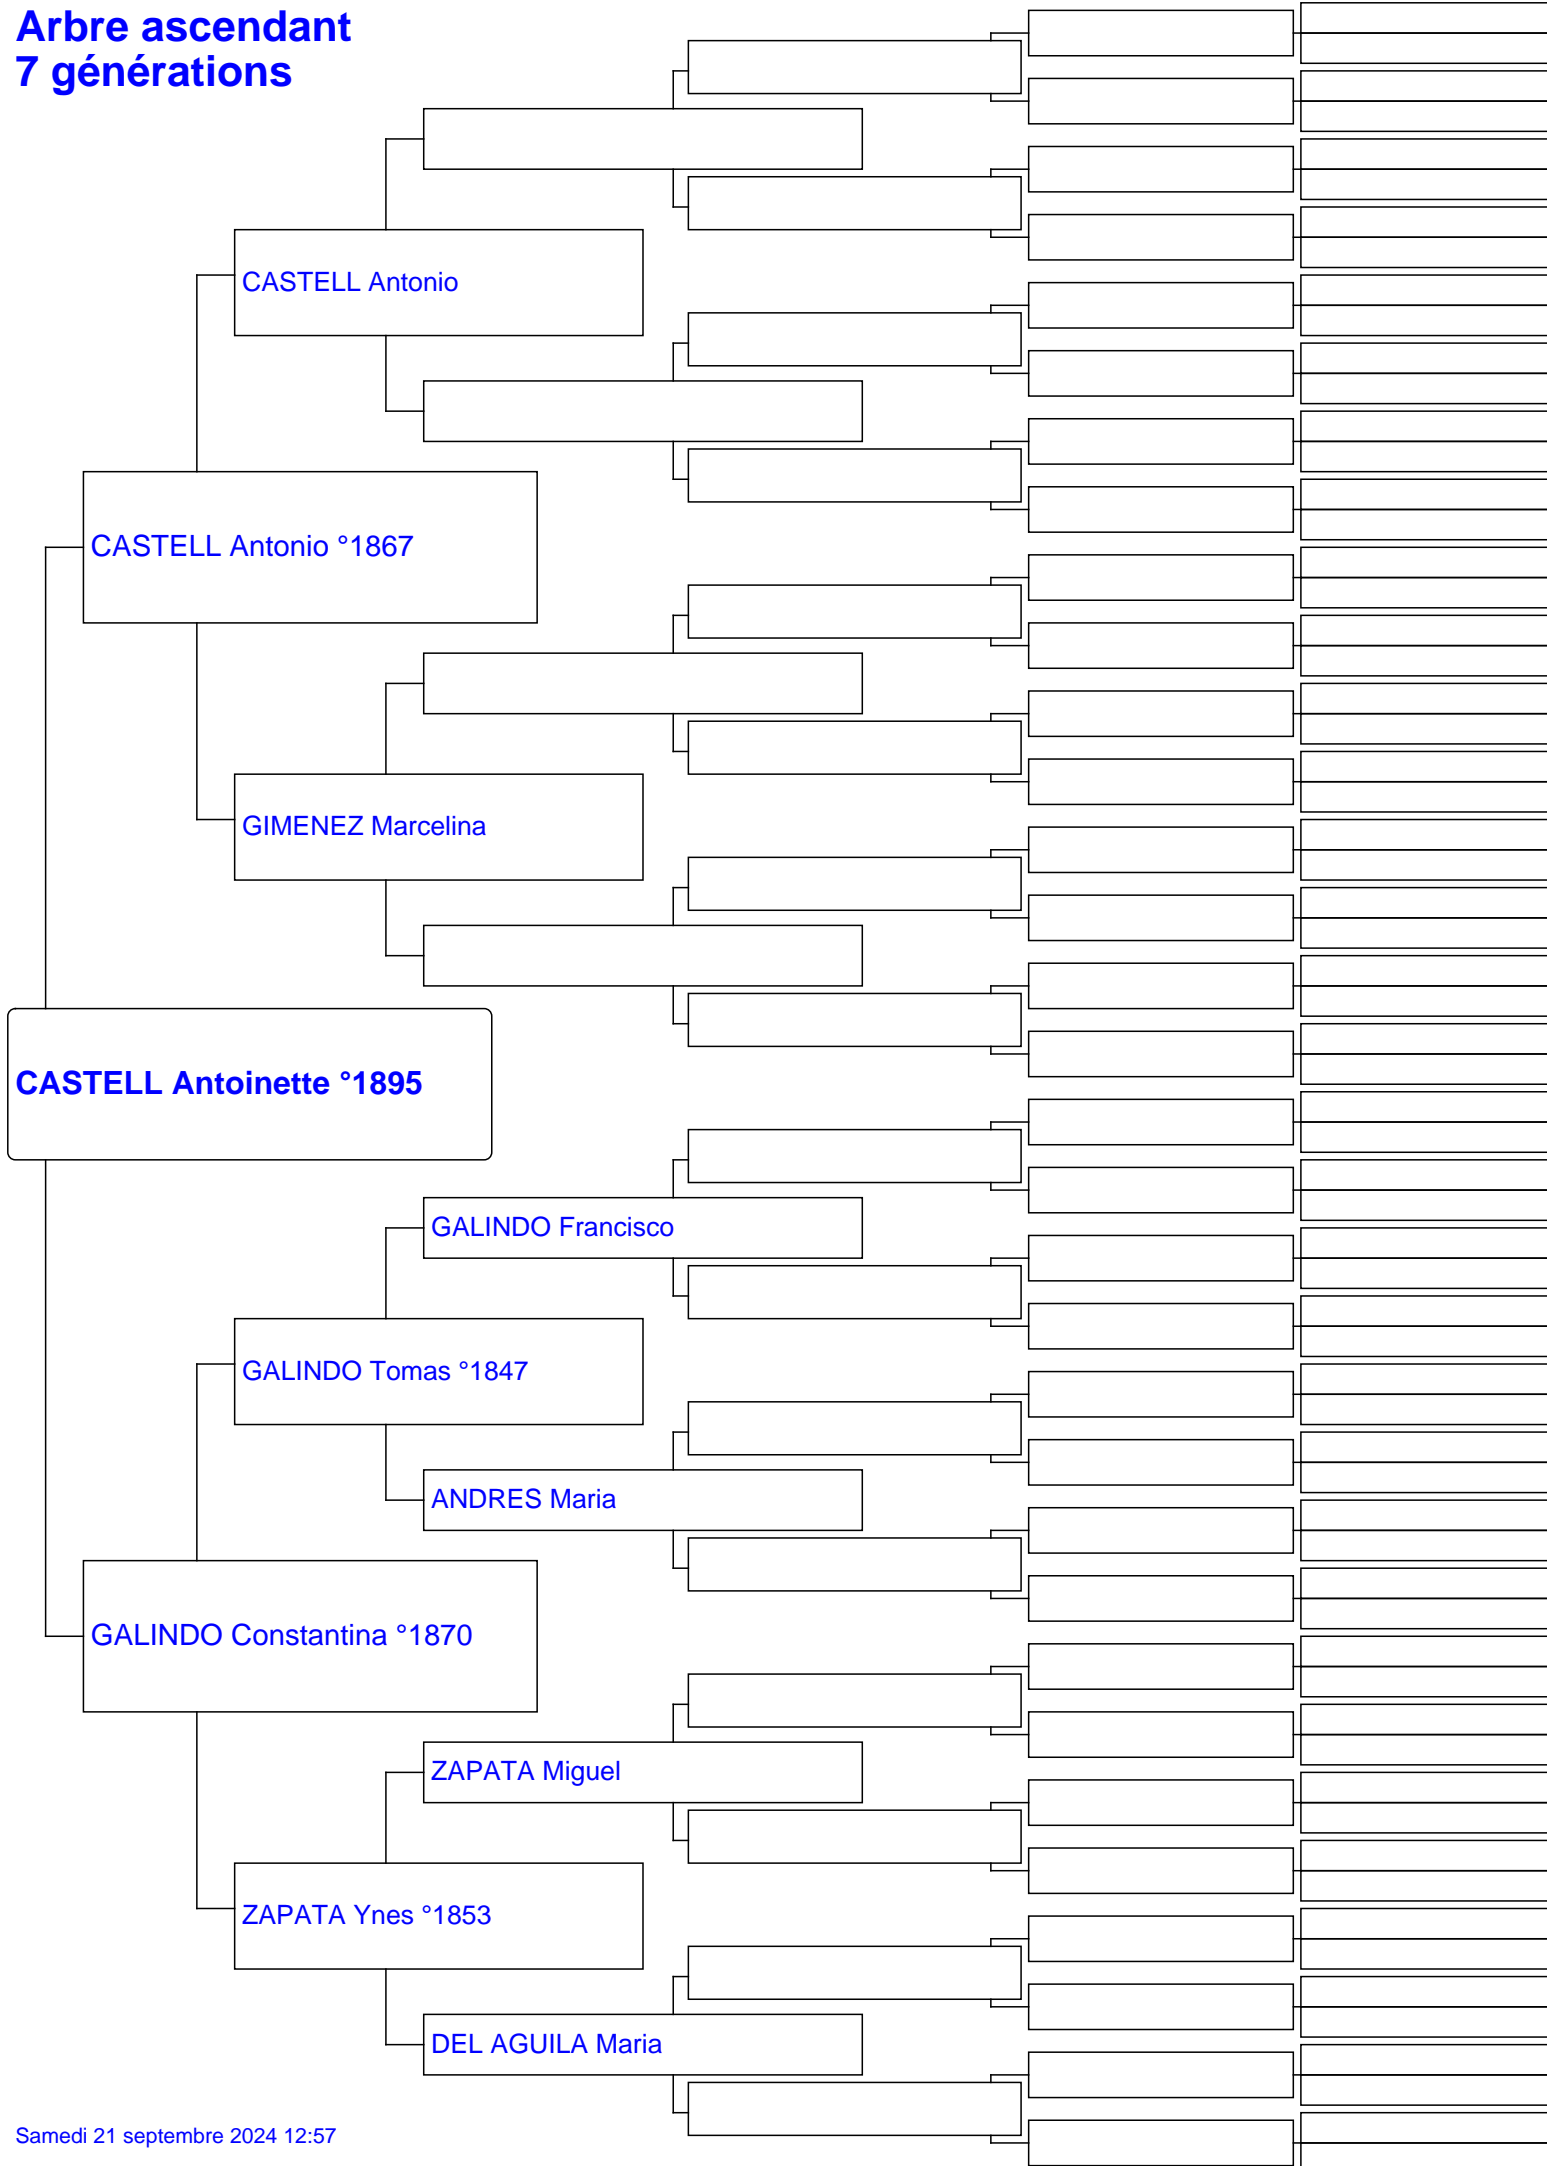 Arbre ascendant
7 générations
CASTELL Antonio
CASTELL Antonio °1867
GIMENEZ Marcelina
CASTELL Antoinette °1895
GALINDO Francisco
GALINDO Tomas °1847
ANDRES Maria
GALINDO Constantina °1870
ZAPATA Miguel
ZAPATA Ynes °1853
DEL AGUILA Maria
Samedi 21 septembre 2024 12:57